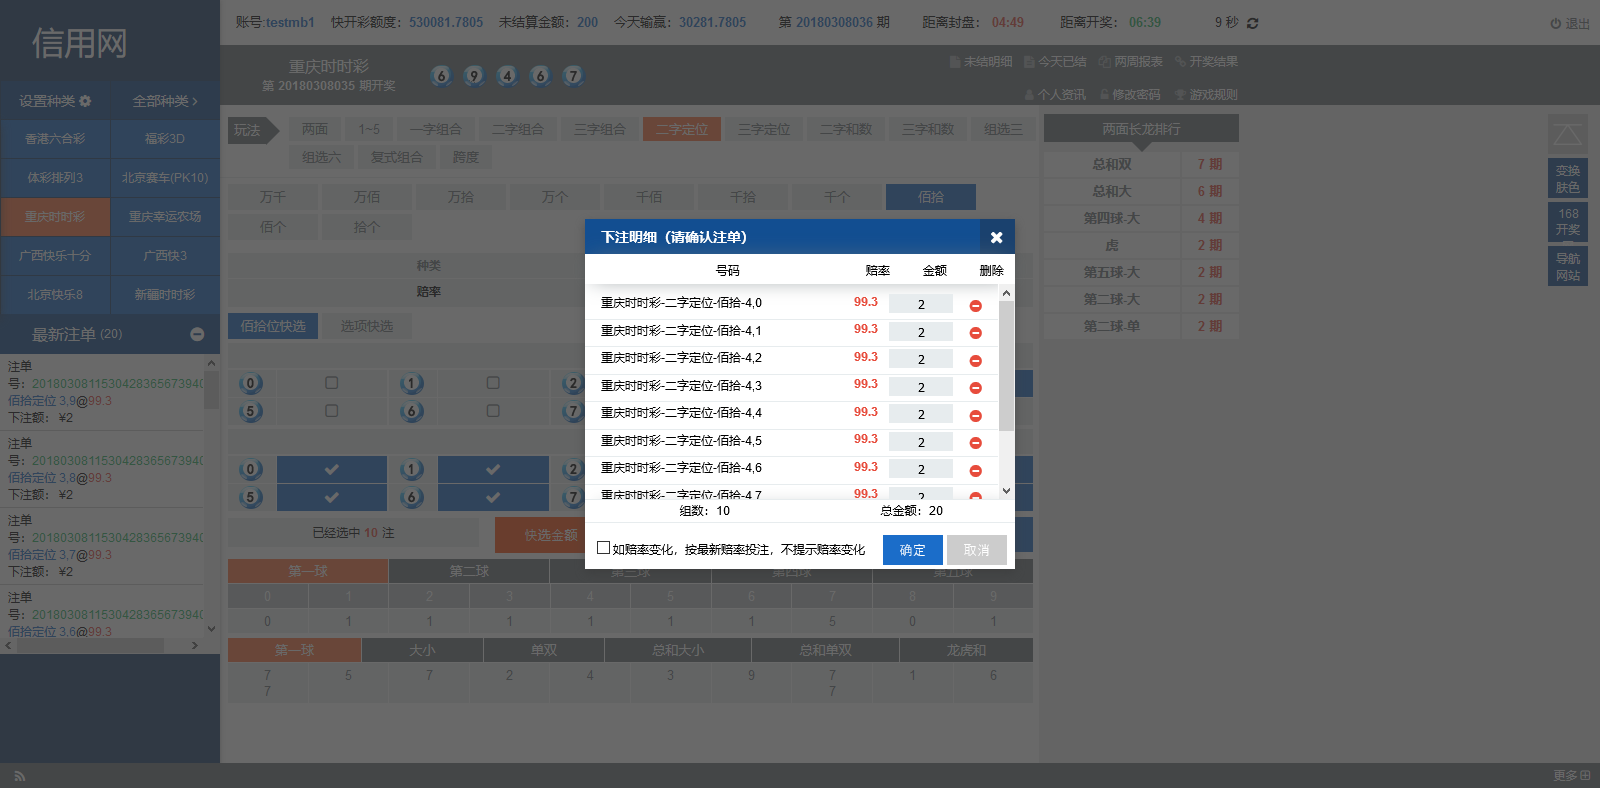 信用网
账号:testmb1 快开彩额度：530081.7805 未结算金额：200 今天输赢：30281.7805 第 20180308036 期 距离封盘：04:49 距离开奖：06:39 9 秒
退出
重庆时时彩
第 20180308035 期开奖
6 9 4 6 7
未结明细 今天已结 两周报表 开奖结果
个人资讯 修改密码 游戏规则
设置种类 全部种类
香港六合彩 福彩3D
体彩排列3 北京赛车(PK10)
重庆时时彩 重庆幸运农场
广西快乐十分 广西快3
北京快乐8 新疆时时彩
最新注单 (20)
注单
号：20180308115304283656739
佰拾定位 3,9@99.3
下注额： ¥2
注单
号：20180308115304283656739
佰拾定位 3,8@99.3
下注额： ¥2
注单
号：20180308115304283656739
佰拾定位 3,7@99.3
下注额： ¥2
注单
号：20180308115304283656739
佰拾定位 3,6@99.3
玩法 两面 1~5 一字组合 二字组合 三字组合 二字定位 三字定位 二字和数 三字和数 组选三
组选六 复式组合 跨度
万千 万佰 万拾 万个 千佰 千拾 千个 佰拾
佰个 拾个
种类
赔率
佰拾位快选 选项快选
0 1 2
5 6 7
0 1 2
5 6 7
已经选中 10 注 快选金额
下注明细（请确认注单）
号码 赔率 金额 删除
重庆时时彩-二字定位-佰拾-4,0 99.3 2
重庆时时彩-二字定位-佰拾-4,1 99.3 2
重庆时时彩-二字定位-佰拾-4,2 99.3 2
重庆时时彩-二字定位-佰拾-4,3 99.3 2
重庆时时彩-二字定位-佰拾-4,4 99.3 2
重庆时时彩-二字定位-佰拾-4,5 99.3 2
重庆时时彩-二字定位-佰拾-4,6 99.3 2
重庆时时彩-二字定位-佰拾-4,7 99.3 2
组数：10 总金额：20
如赔率变化，按最新赔率投注，不提示赔率变化 确定 取消
第一球 第二球 第三球 第四球 第五球
0 1 2 3 4 5 6 7 8 9
0 1 1 1 1 1 1 5 0 1
第一球 大小 单双 总和大小 总和单双 龙虎和
7 5 7 2 4 3 9 7 1 6
7 7
两面长龙排行
总和双 7 期
总和大 6 期
第四球-大 4 期
虎 2 期
第五球-大 2 期
第二球-大 2 期
第二球-单 2 期
变换
肤色
168
开奖
导航
网站
更多